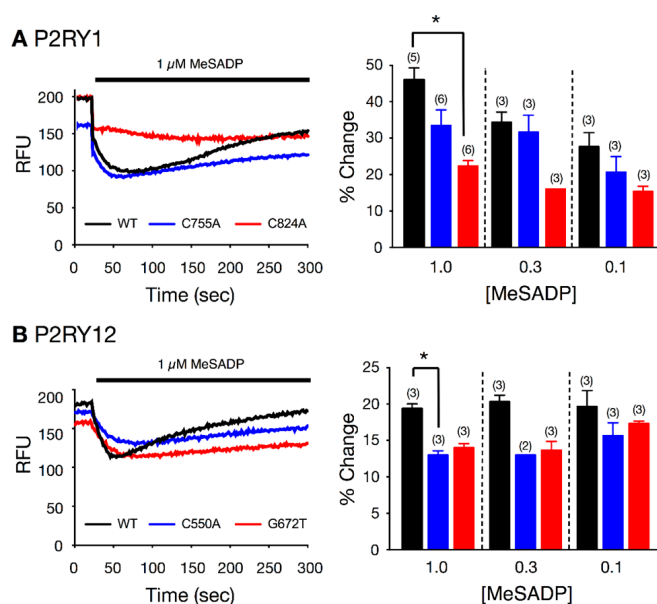 A P2RY1
1 µM MeSADP
200
150
100
50
0
RFU
WT C755A C824A
0 50 100 150 200 250 300
Time (sec)
*
50
40
30
20
10
0
% Change
(5) (6) (6) (3) (3) (3) (3) (3) (3)
1.0 0.3 0.1
[MeSADP]
B P2RY12
1 µM MeSADP
200
150
100
50
0
RFU
WT C550A G672T
0 50 100 150 200 250 300
Time (sec)
*
25
20
15
10
5
0
% Change
(3) (3) (3) (3) (2) (3) (3) (3) (3)
1.0 0.3 0.1
[MeSADP]